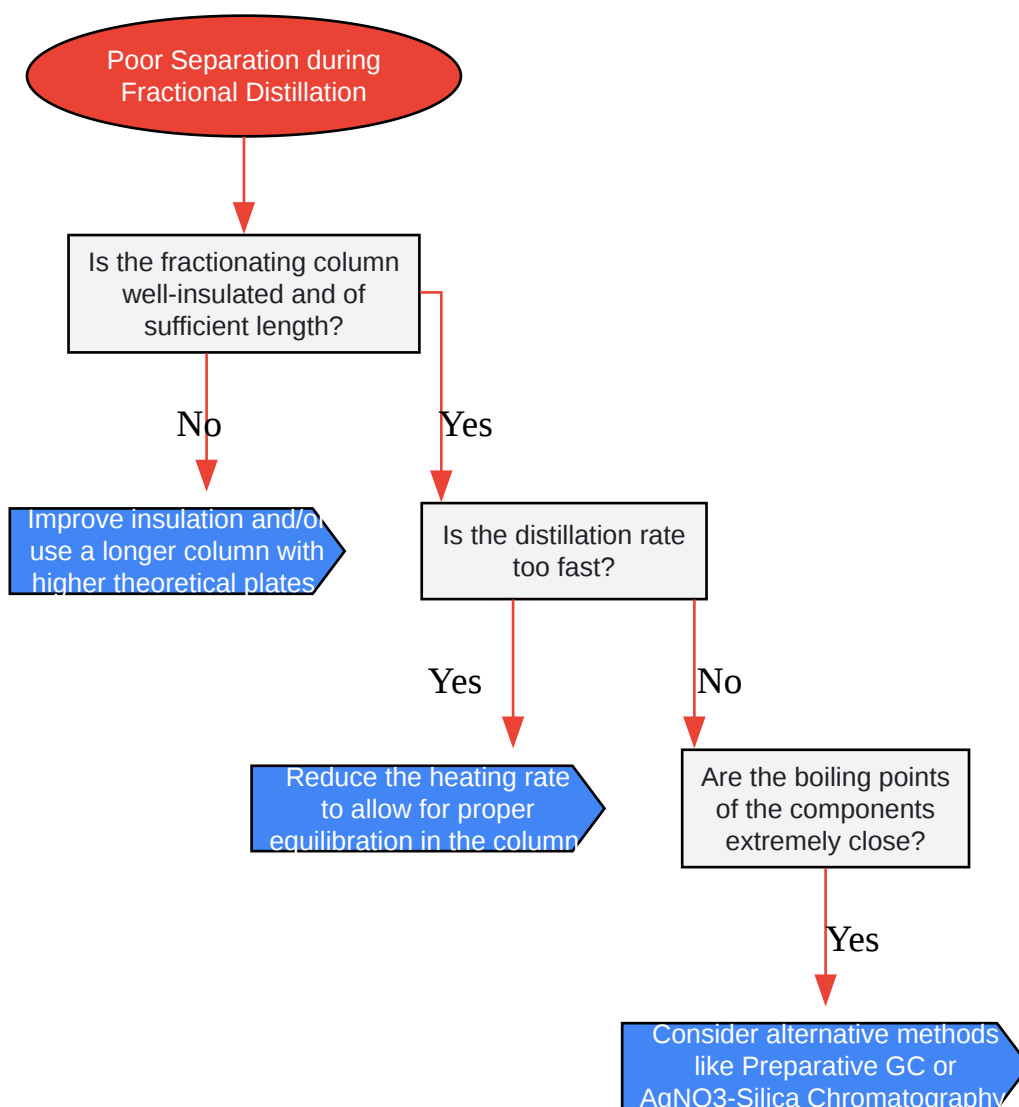 Poor Separation during
Fractional Distillation
Is the fractionating column
well-insulated and of
sufficient length?
No
Yes
Improve insulation and/or
use a longer column with
higher theoretical plates.
Is the distillation rate
too fast?
Yes
No
Reduce the heating rate
to allow for proper
equilibration in the column.
Are the boiling points
of the components
extremely close?
Yes
Consider alternative methods
like Preparative GC or
AgNO3-Silica Chromatography.